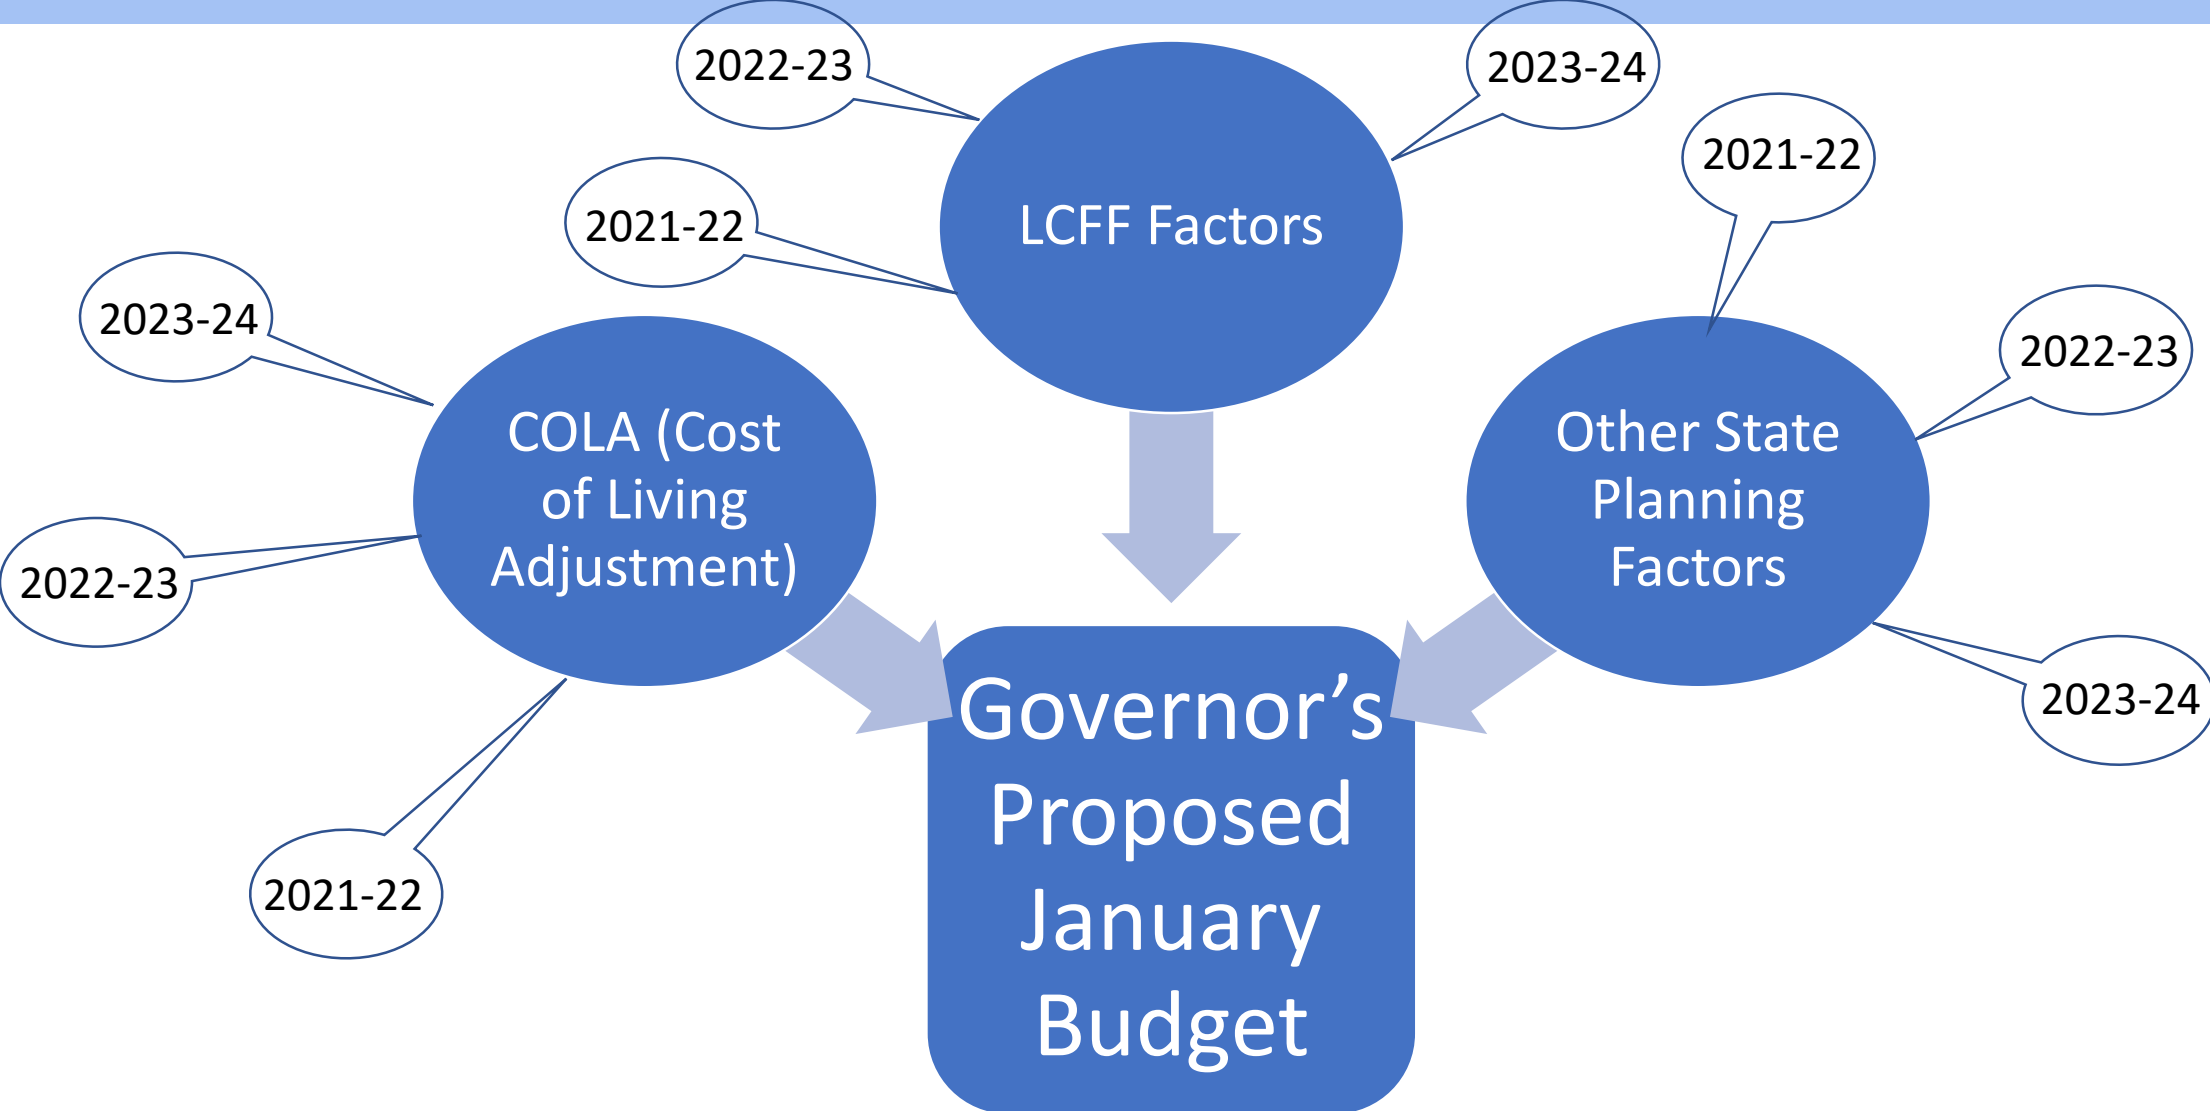 2022-23
2023-24
2021-22
2021-22
LCFF Factors
2023-24
2022-23
COLA (Cost
of Living
Adjustment)
Other State
Planning
Factors
2022-23
2023-24
2021-22
Governor’s
Proposed
January
Budget